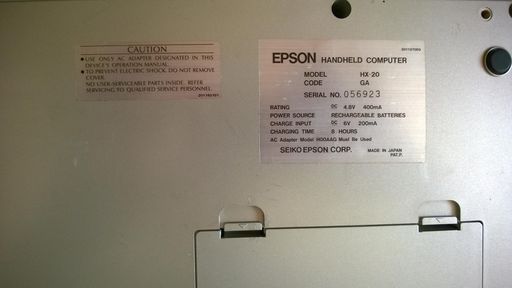 CAUTION
● USE ONLY AC ADAPTER DESIGNATED IN THIS
DEVICE'S OPERATION MANUAL.
● TO PREVENT ELECTRIC SHOCK, DO NOT REMOVE
COVER.
NO USER-SERVICEABLE PARTS INSIDE. REFER
SERVICING TO QUALIFIED SERVICE PERSONNEL.
EPSON HANDHELD COMPUTER
MODEL HX-20
CODE GA
SERIAL NO. 056923
RATING DC 4.8V 400mA
POWER SOURCE RECHARGEABLE BATTERIES
CHARGE INPUT DC 6V 200mA
CHARGING TIME 8 HOURS
AC Adapter Model H00AAG Must Be Used
SEIKO EPSON CORP. MADE IN JAPAN
PAT.P.